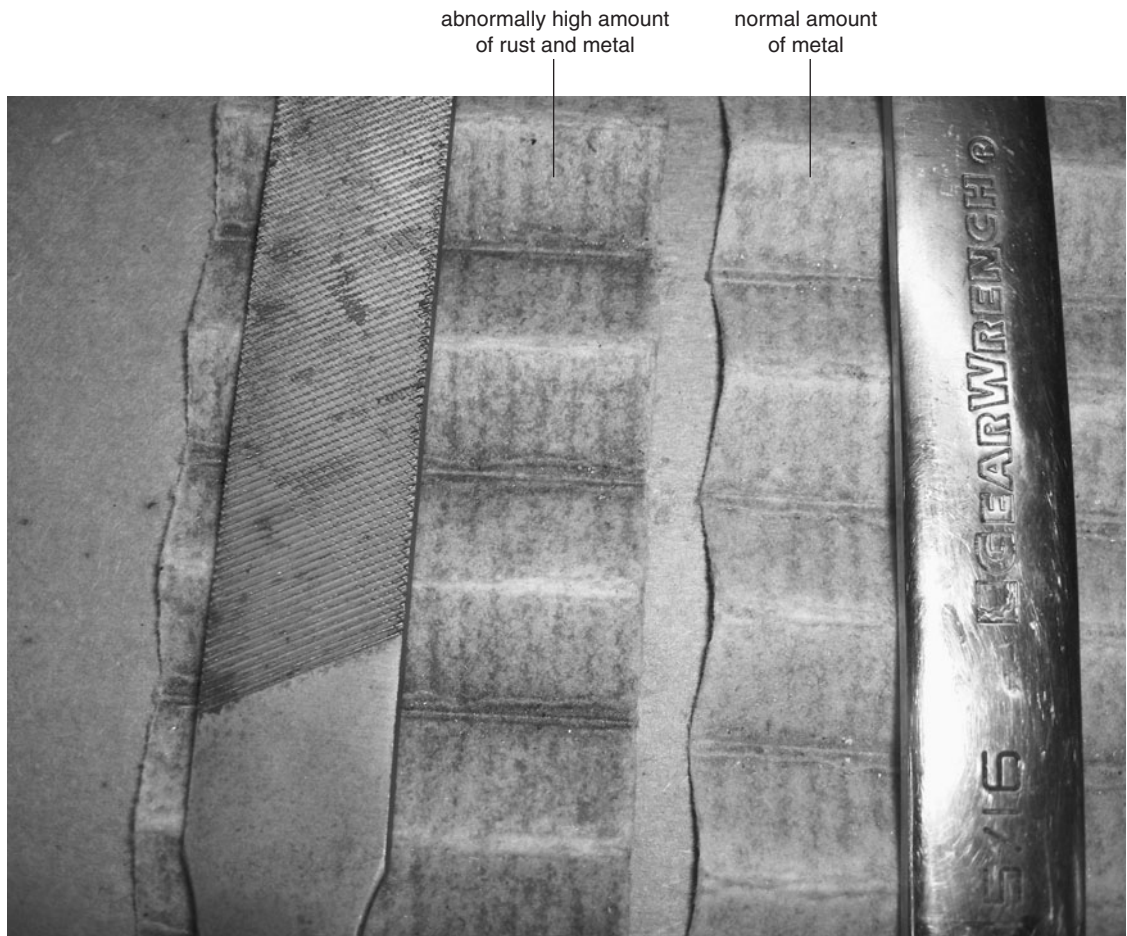 abnormally high amount
of rust and metal
normal amount
of metal
GEARWRENCH®
5/16